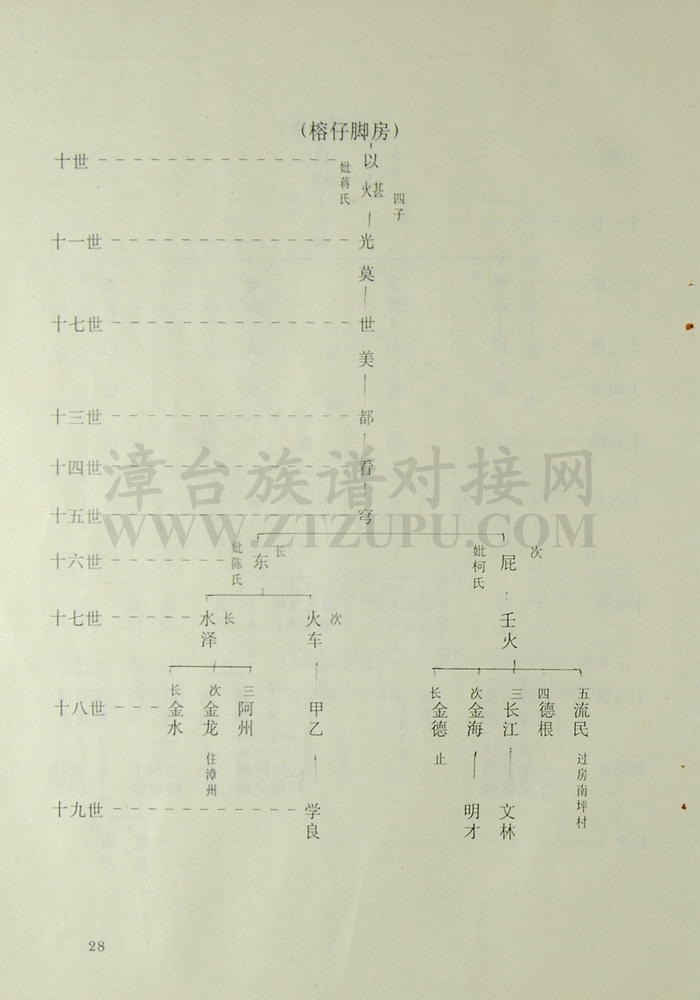 (榕仔脚房)
十世 以煁 妣蒋氏 四子
十一世 光莫
十七世 世美
十三世 都
十四世 看
十五世 穹
十六世 妣陈氏 东 长 妣柯氏 屁 次
十七世 水泽 长 火车 次 壬火
十八世 长 金水 次 金龙 住漳州 三 阿州 甲乙 长 金德 止 次 金海 三 长江 四 德根 五 流民 过房南坪村
十九世 学良 明才 文林
漳台族谱对接网
WWW.ZTZUPU.COM
28